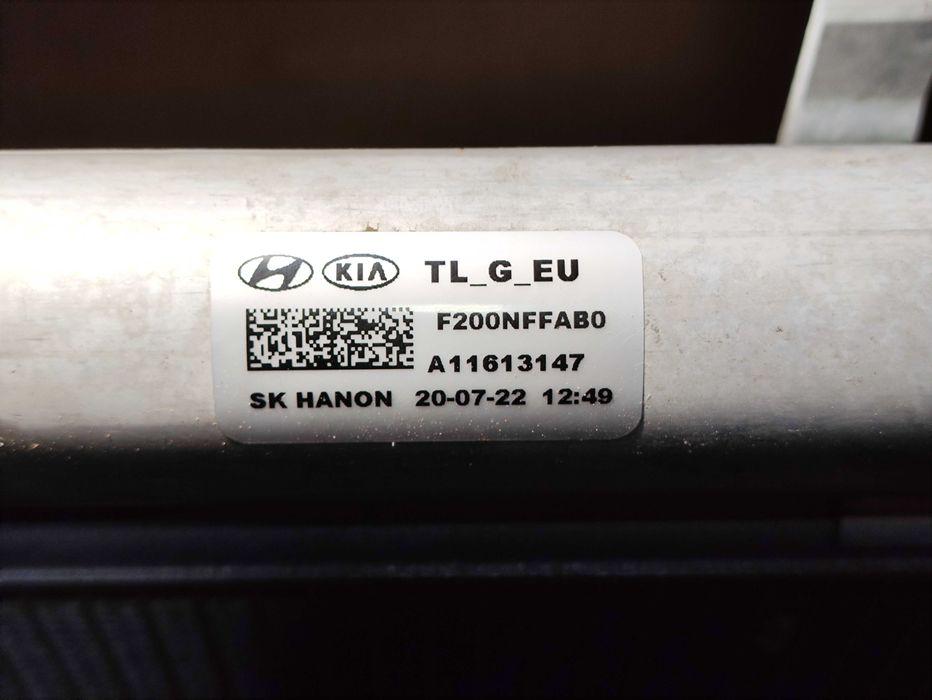 H KIA TL_G_EU
F200NFFAB0
A11613147
SK HANON 20-07-22 12:49